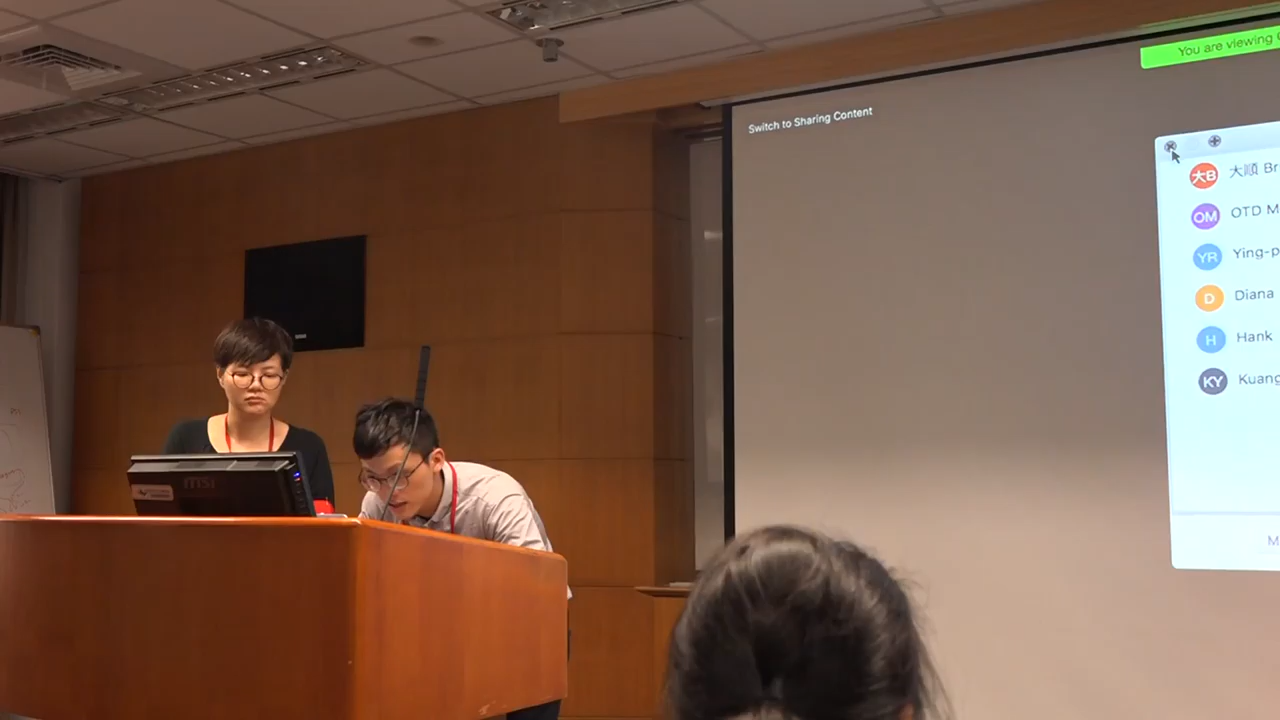 You are viewing
Switch to Sharing Content
大B 大順 Br
OM OTD M
YR Ying-p
D Diana
H Hank
KY Kuang
M
msi